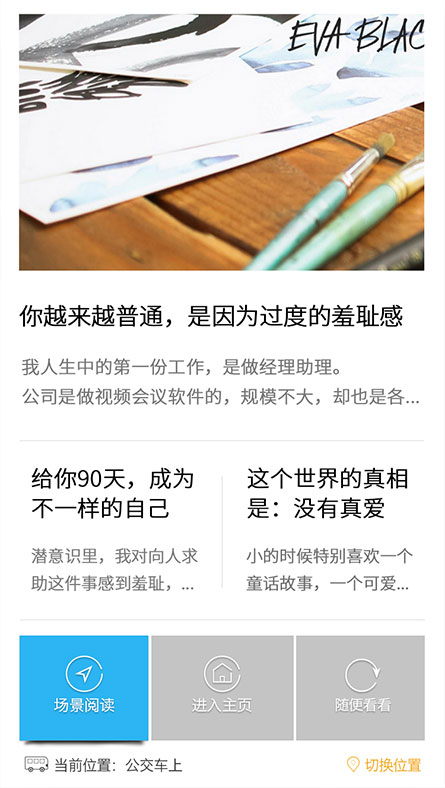 EVA BLAC
你越来越普通，是因为过度的羞耻感
我人生中的第一份工作，是做经理助理。
公司是做视频会议软件的，规模不大，却也是各...
给你90天，成为
不一样的自己
潜意识里，我对向人求
助这件事感到羞耻，...
这个世界的真相
是：没有真爱
小的时候特别喜欢一个
童话故事，一个可爱...
场景阅读
进入主页
随便看看
当前位置：公交车上
切换位置